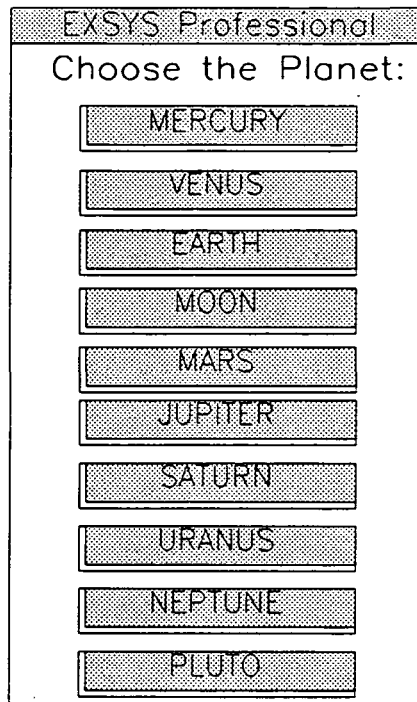 EXSYS Professional
Choose the Planet:
MERCURY
VENUS
EARTH
MOON
MARS
JUPITER
SATURN
URANUS
NEPTUNE
PLUTO